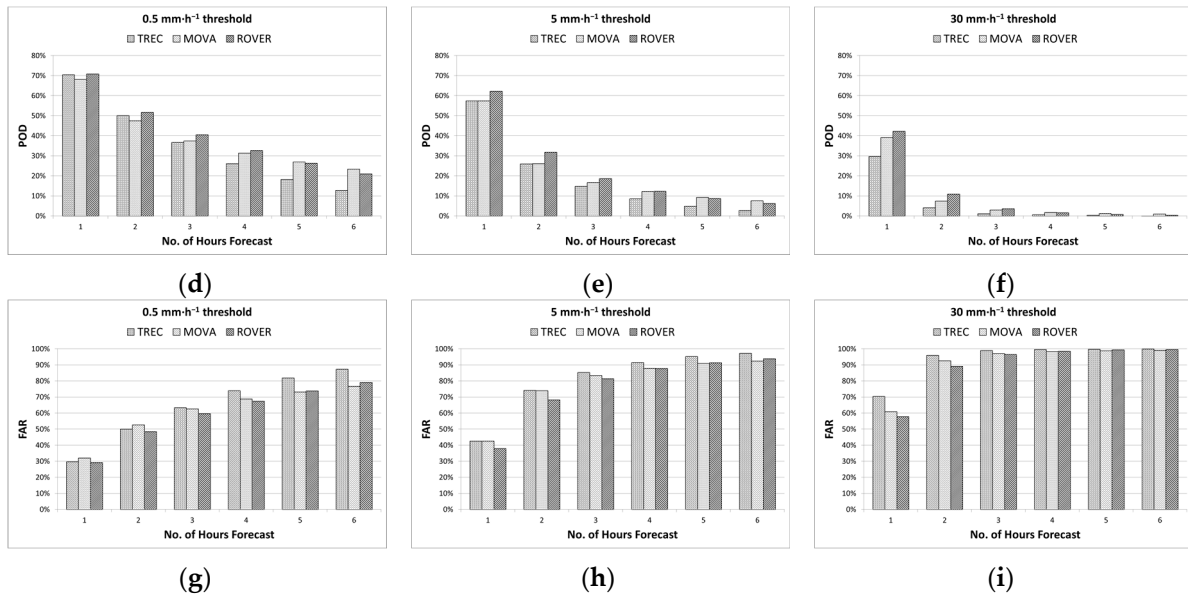 0.5 mm·h⁻¹ threshold
TREC MOVA ROVER
80%
70%
60%
50%
40%
30%
20%
10%
0%
POD
1 2 3 4 5 6
No. of Hours Forecast
(d)
5 mm·h⁻¹ threshold
TREC MOVA ROVER
80%
70%
60%
50%
40%
30%
20%
10%
0%
POD
1 2 3 4 5 6
No. of Hours Forecast
(e)
30 mm·h⁻¹ threshold
TREC MOVA ROVER
80%
70%
60%
50%
40%
30%
20%
10%
0%
POD
1 2 3 4 5 6
No. of Hours Forecast
(f)
0.5 mm·h⁻¹ threshold
TREC MOVA ROVER
100%
90%
80%
70%
60%
50%
40%
30%
20%
10%
0%
FAR
1 2 3 4 5 6
No. of Hours Forecast
(g)
5 mm·h⁻¹ threshold
TREC MOVA ROVER
100%
90%
80%
70%
60%
50%
40%
30%
20%
10%
0%
FAR
1 2 3 4 5 6
No. of Hours Forecast
(h)
30 mm·h⁻¹ threshold
TREC MOVA ROVER
100%
90%
80%
70%
60%
50%
40%
30%
20%
10%
0%
FAR
1 2 3 4 5 6
No. of Hours Forecast
(i)